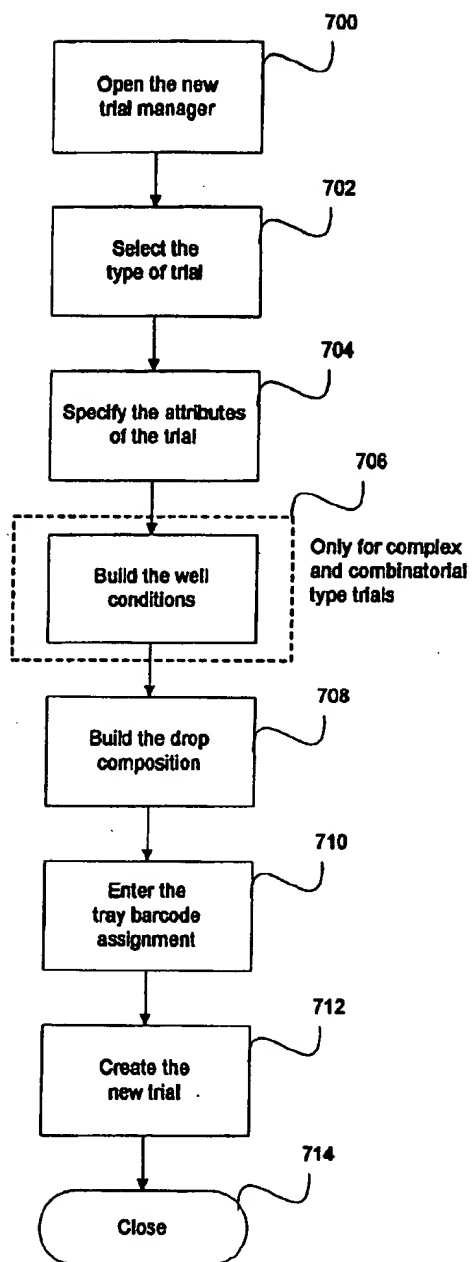 700
Open the new
trial manager
702
Select the
type of trial
704
Specify the attributes
of the trial
706
Only for complex
and combinatorial
type trials
Build the well
conditions
708
Build the drop
composition
710
Enter the
tray barcode
assignment
712
Create the
new trial
714
Close